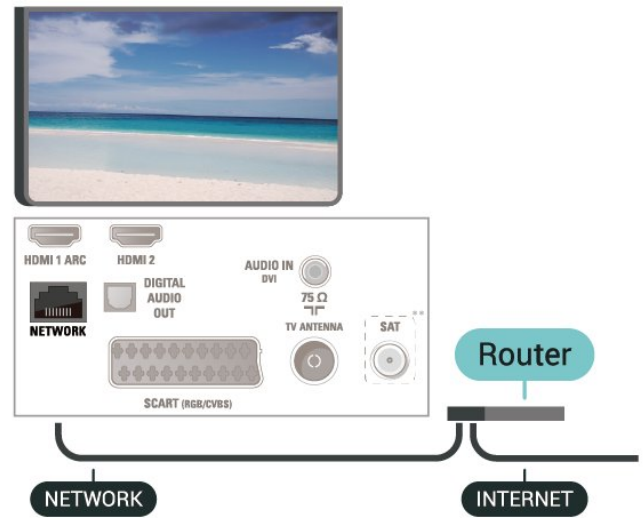 HDMI 1 ARC
HDMI 2
NETWORK
DIGITAL
AUDIO
OUT
AUDIO IN
DVI
75 Ω
TV ANTENNA
SAT
**
SCART (RGB/CVBS)
Router
NETWORK
INTERNET